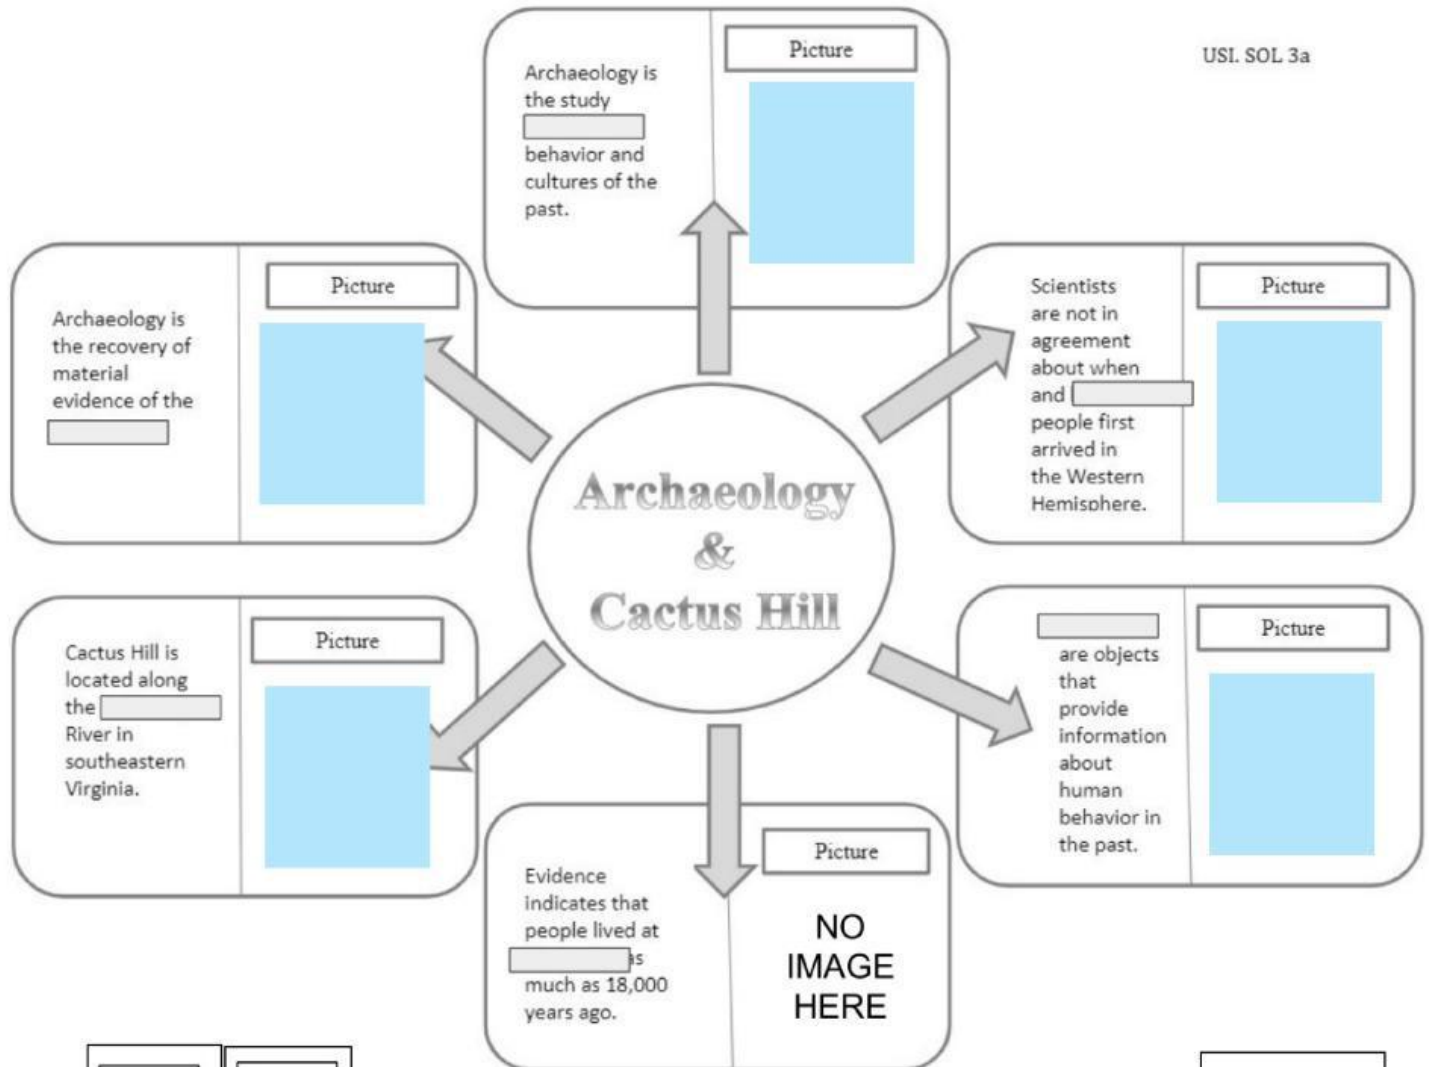 USI. SOL 3a
Archaeology is
the study
behavior and
cultures of the
past.
Picture
Archaeology is
the recovery of
material
evidence of the
Picture
Scientists
are not in
agreement
about when
and
people first
arrived in
the Western
Hemisphere.
Picture
Archaeology
&
Cactus Hill
Cactus Hill is
located along
the
River in
southeastern
Virginia.
Picture
are objects
that
provide
information
about
human
behavior in
the past.
Picture
Evidence
indicates that
people lived at
as
much as 18,000
years ago.
Picture
NO
IMAGE
HERE